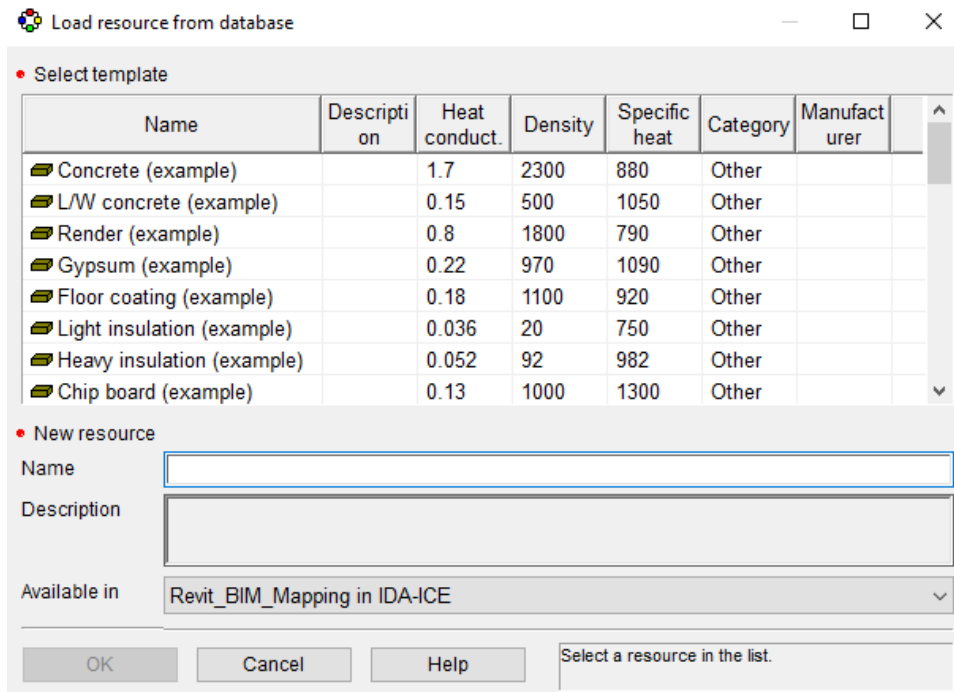 Load resource from database
Select template
Name Descripti on Heat conduct. Density Specific heat Category Manufact urer
Concrete (example) 1.7 2300 880 Other
L/W concrete (example) 0.15 500 1050 Other
Render (example) 0.8 1800 790 Other
Gypsum (example) 0.22 970 1090 Other
Floor coating (example) 0.18 1100 920 Other
Light insulation (example) 0.036 20 750 Other
Heavy insulation (example) 0.052 92 982 Other
Chip board (example) 0.13 1000 1300 Other
New resource
Name
Description
Available in Revit_BIM_Mapping in IDA-ICE
OK Cancel Help Select a resource in the list.